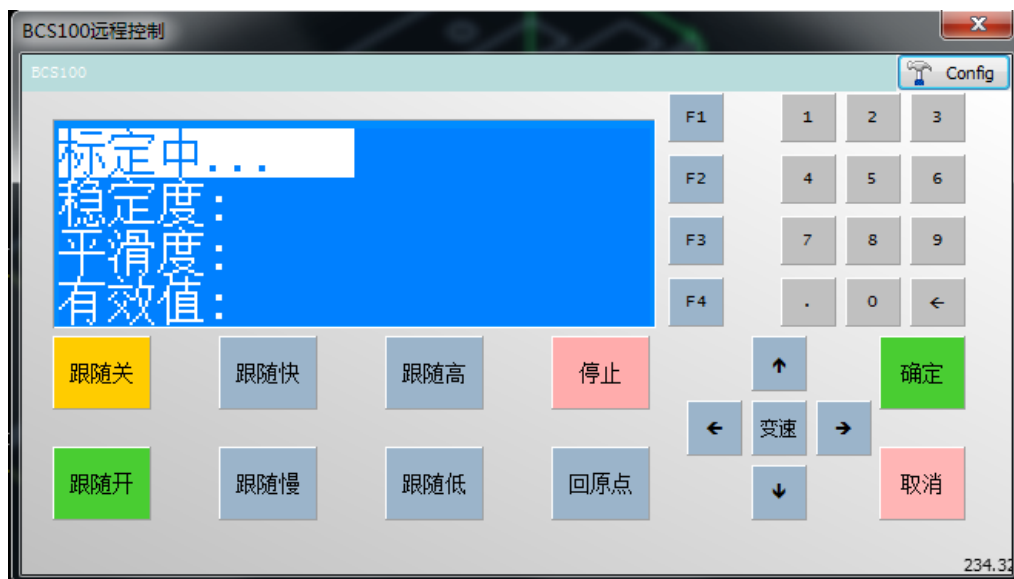 BCS100远程控制
BCS100
Config
标定中...
稳定度:
平滑度:
有效值:
F1 1 2 3
F2 4 5 6
F3 7 8 9
F4 . 0 ←
跟随关 跟随快 跟随高 停止 ↑ 确定
← 变速 →
跟随开 跟随慢 跟随低 回原点 ↓ 取消
234.32